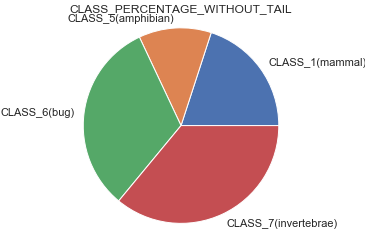 CLASS_PERCENTAGE_WITHOUT_TAIL
CLASS_5(amphibian)
CLASS_1(mammal)
CLASS_6(bug)
CLASS_7(invertebrae)